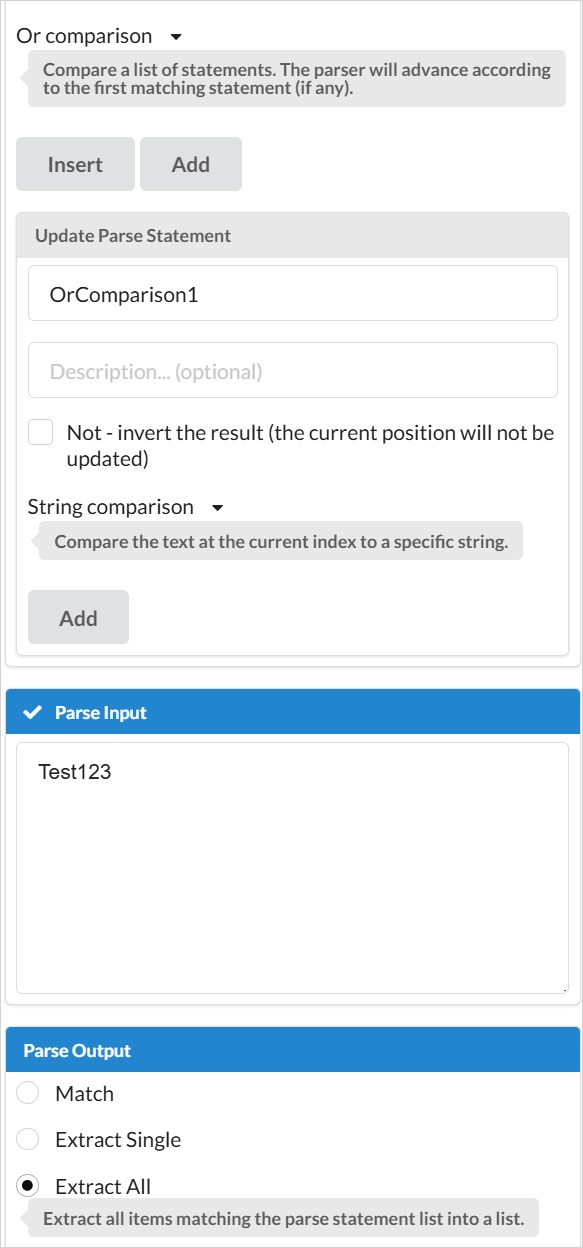 Or comparison
Compare a list of statements. The parser will advance according
to the first matching statement (if any).
Insert Add
Update Parse Statement
OrComparison1
Description... (optional)
Not - invert the result (the current position will not be
updated)
String comparison
Compare the text at the current index to a specific string.
Add
Parse Input
Test123
Parse Output
Match
Extract Single
Extract All
Extract all items matching the parse statement list into a list.